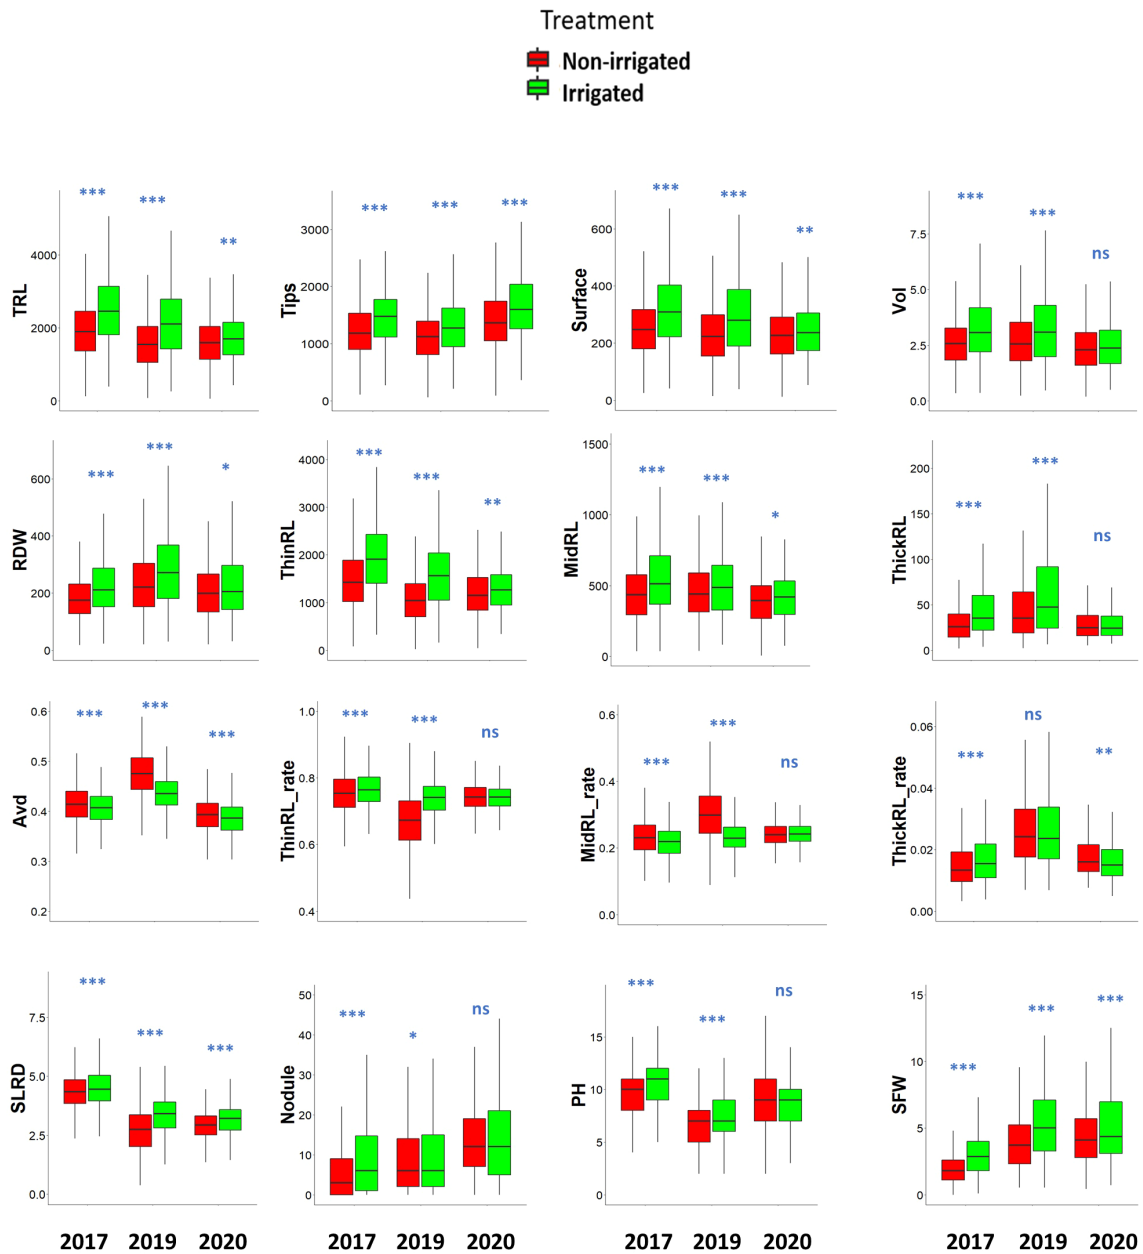 Treatment
Non-irrigated
Irrigated
TRL
4000
2000
0
*** *** **
Tips
3000
2000
1000
0
*** *** ***
Surface
600
400
200
0
*** *** **
Vol
7.5
5.0
2.5
0.0
*** *** ns
RDW
600
400
200
0
*** *** *
ThinRL
4000
3000
2000
1000
0
*** *** **
MidRL
1500
1000
500
0
*** *** *
ThickRL
200
150
100
50
0
*** *** ns
Avd
0.6
0.5
0.4
0.3
0.2
*** *** ***
ThinRL_rate
1.0
0.8
0.6
0.4
*** *** ns
MidRL_rate
0.6
0.4
0.2
0.0
*** *** ns
ThickRL_rate
0.06
0.04
0.02
0.00
*** ns **
SLRD
7.5
5.0
2.5
0.0
*** *** ***
Nodule
50
40
30
20
10
0
*** * ns
PH
15
10
5
0
*** *** ns
SFW
15
10
5
0
*** *** ***
2017 2019 2020 2017 2019 2020 2017 2019 2020 2017 2019 2020